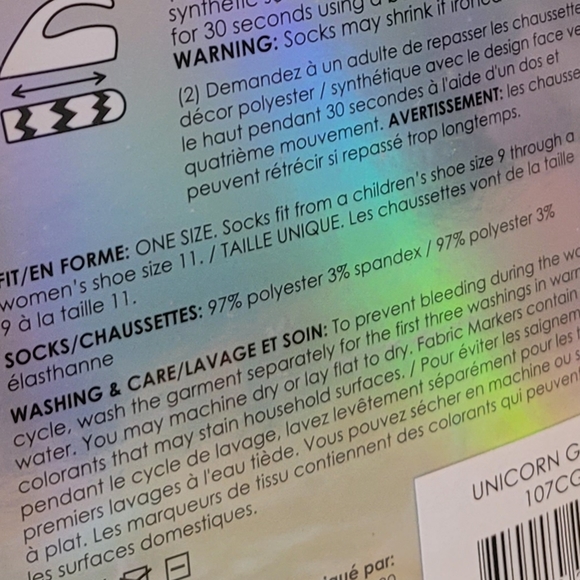 synthetic
for 30 seconds using a
WARNING: Socks may shrink if
(2) Demandez à un adulte de repasser les chaussettes
décor polyester / synthétique avec le design face
le haut pendant 30 secondes à l'aide d'un dos et
quatrième mouvement. AVERTISSEMENT: les
peuvent rétrécir si repassé trop longtemps.
FIT/EN FORME: ONE SIZE. Socks fit from a children's shoe size 9 through a
women's shoe size 11. / TAILLE UNIQUE. Les chaussettes vont de la taille
9 à la taille 11.
SOCKS/CHAUSSETTES: 97% polyester 3% spandex / 97% polyester 3%
élasthanne
WASHING & CARE/LAVAGE ET SOIN: To prevent bleeding during the
cycle, wash the garment separately for the first three washings in warm
water. You may machine dry or lay flat to dry. Fabric Markers contain
colorants that may stain household surfaces. / Pour éviter les
pendant le cycle de lavage, lavez levêtement séparément pour les
premiers lavages à l'eau tiède. Vous pouvez sécher en machine ou
à plat. Les marqueurs de tissu contiennent des colorants qui peuvent
les surfaces domestiques.
UNICORN G
107CG
par: